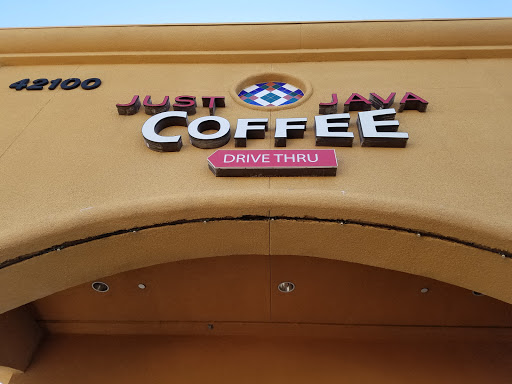 42100
JUST JAVA
COFFEE
DRIVE THRU